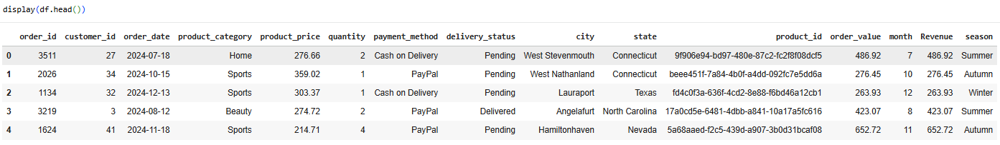 display(df.head())
order_id customer_id order_date product_category product_price quantity payment_method delivery_status city state product_id order_value month Revenue season
0 3511 27 2024-07-18 Home 276.66 2 Cash on Delivery Pending West Stevenmouth Connecticut 9f906e94-bd97-480e-87c2-fc2f8f08dcf5 486.92 7 486.92 Summer
1 2026 34 2024-10-15 Sports 359.02 1 PayPal Pending West Nathanland Connecticut beee451f-7a84-4b0f-a4dd-092fc7e5dd6a 276.45 10 276.45 Autumn
2 1134 32 2024-12-13 Sports 303.37 1 Cash on Delivery Pending Lauraport Texas fd4c0f3a-636f-4cd2-8e88-f6bd46a12cb1 263.93 12 263.93 Winter
3 3219 3 2024-08-12 Beauty 274.72 2 PayPal Delivered Angelafurt North Carolina 17a0cd5e-6481-4dbb-a841-10a17a5fc616 423.07 8 423.07 Summer
4 1624 41 2024-11-18 Sports 214.71 4 PayPal Pending Hamiltonhaven Nevada 5a68aaed-f2c5-439d-a907-3b0d31bcaf08 652.72 11 652.72 Autumn